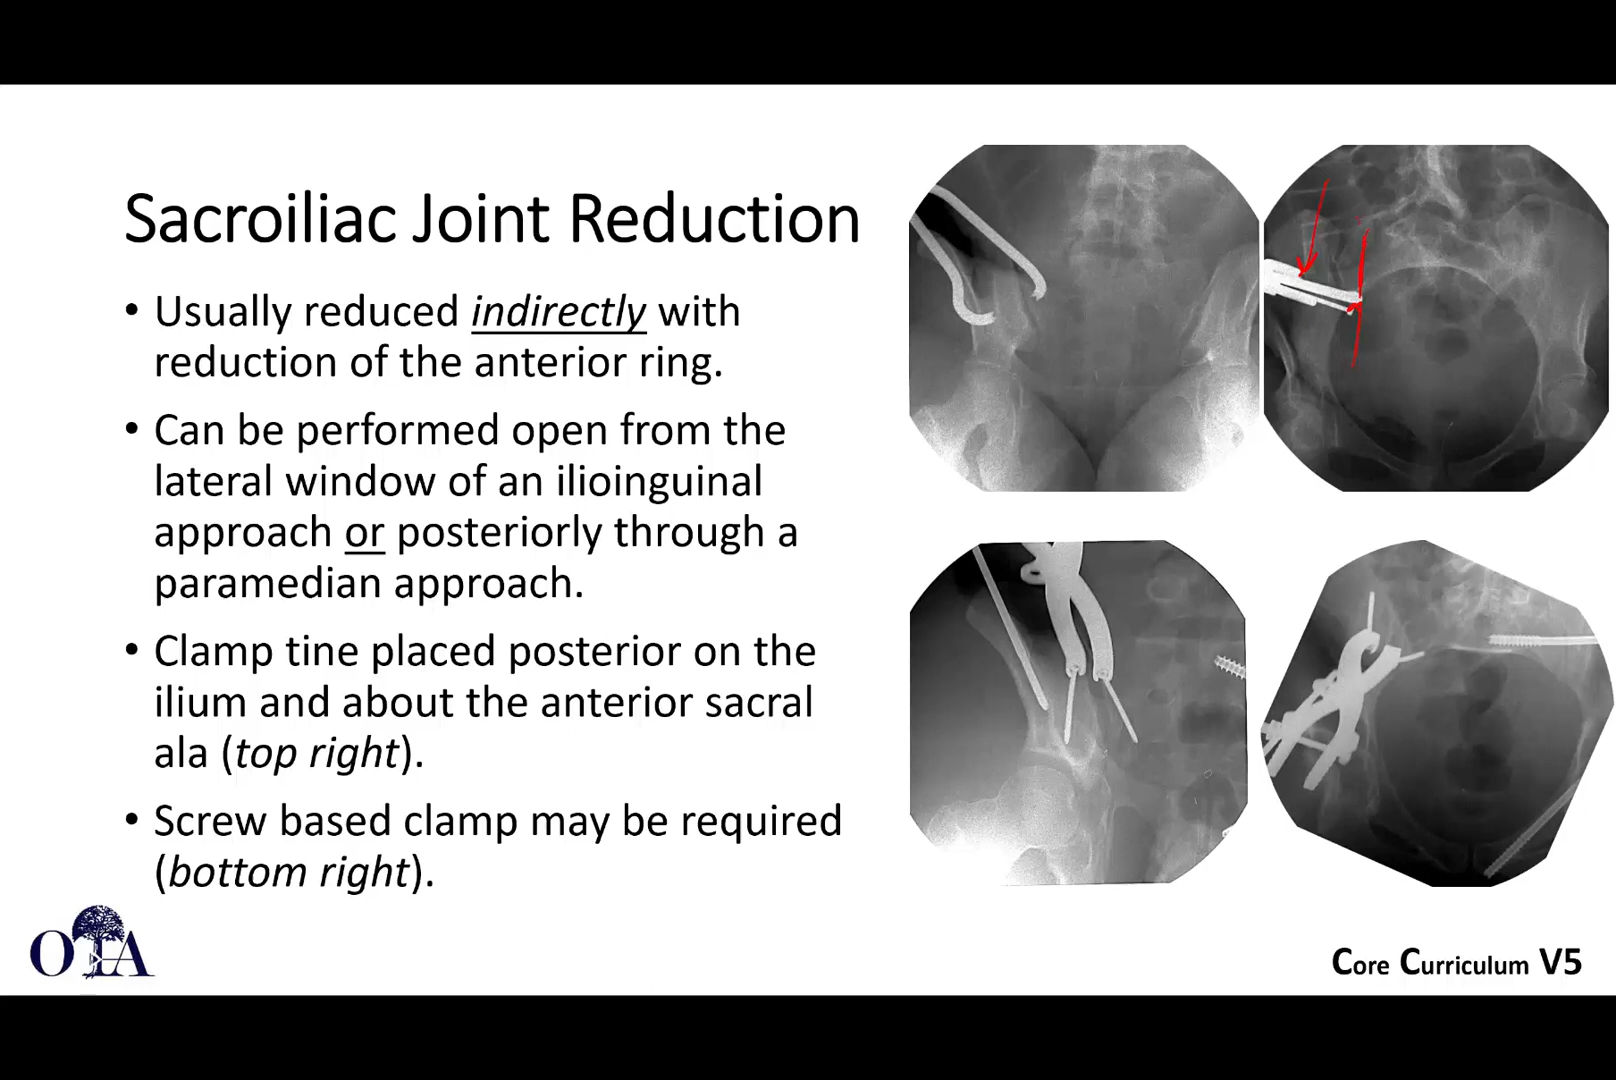 Sacroiliac Joint Reduction
• Usually reduced indirectly with
reduction of the anterior ring.
• Can be performed open from the
lateral window of an ilioinguinal
approach or posteriorly through a
paramedian approach.
• Clamp tine placed posterior on the
ilium and about the anterior sacral
ala (top right).
• Screw based clamp may be required
(bottom right).
OTA
Core Curriculum V5